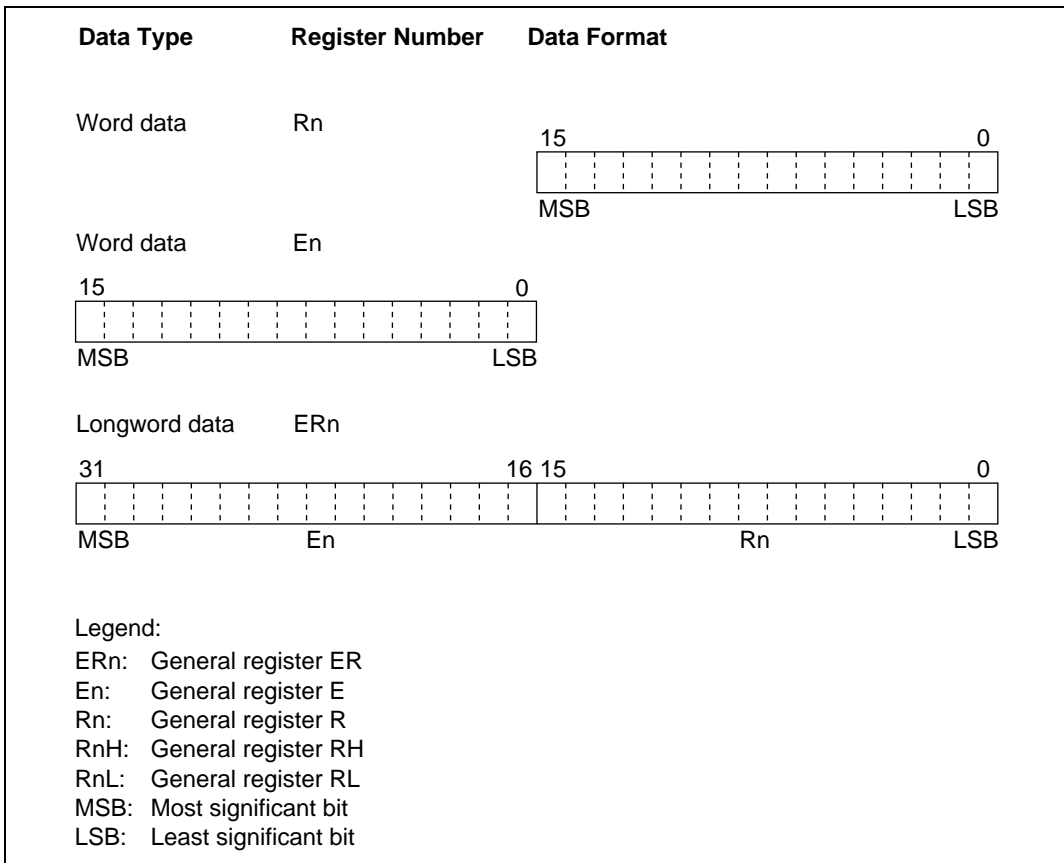 Data Type Register Number Data Format
Word data Rn
15 0
MSB LSB
Word data En
15 0
MSB LSB
Longword data ERn
31 16 15 0
MSB En Rn LSB
Legend:
ERn: General register ER
En: General register E
Rn: General register R
RnH: General register RH
RnL: General register RL
MSB: Most significant bit
LSB: Least significant bit